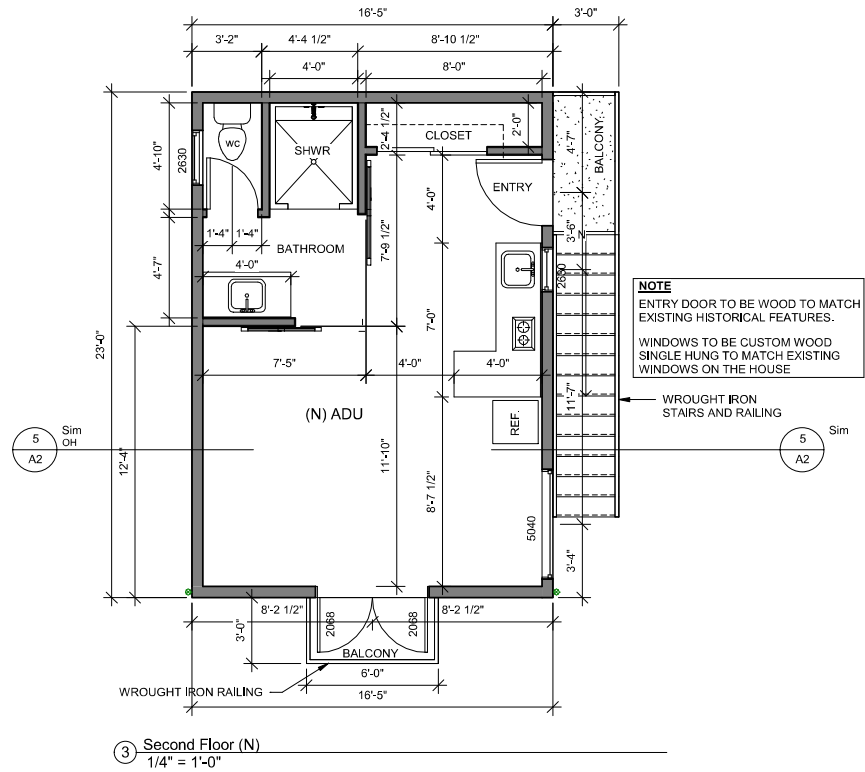 16'-5"
3'-0"
3'-2"
4'-4 1/2"
8'-10 1/2"
4'-0"
8'-0"
WC
SHWR
CLOSET
2'-4 1/2"
2'-0"
4'-7"
BALCONY
4'-10"
2630
ENTRY
4'-0"
3'-6"
N
1'-4"
1'-4"
BATHROOM
7'-9 1/2"
4'-7"
4'-0"
2630
7'-0"
23'-0"
NOTE
ENTRY DOOR TO BE WOOD TO MATCH
EXISTING HISTORICAL FEATURES.
WINDOWS TO BE CUSTOM WOOD
SINGLE HUNG TO MATCH EXISTING
WINDOWS ON THE HOUSE
7'-5"
4'-0"
4'-0"
11'-7"
WROUGHT IRON
STAIRS AND RAILING
(N) ADU
REF.
5
A2
Sim
OH
12'-4"
11'-10"
8'-7 1/2"
5
A2
Sim
5040
3'-4"
8'-2 1/2"
8'-2 1/2"
3'-0"
2068
2068
BALCONY
6'-0"
WROUGHT IRON RAILING
16'-5"
3
Second Floor (N)
1/4" = 1'-0"